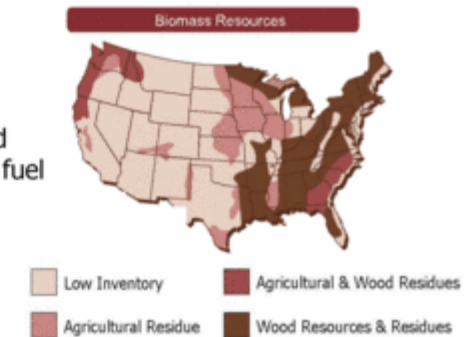 Biomass Resources
d
fuel
Low Inventory
Agricultural & Wood Residues
Agricultural Residue
Wood Resources & Residues